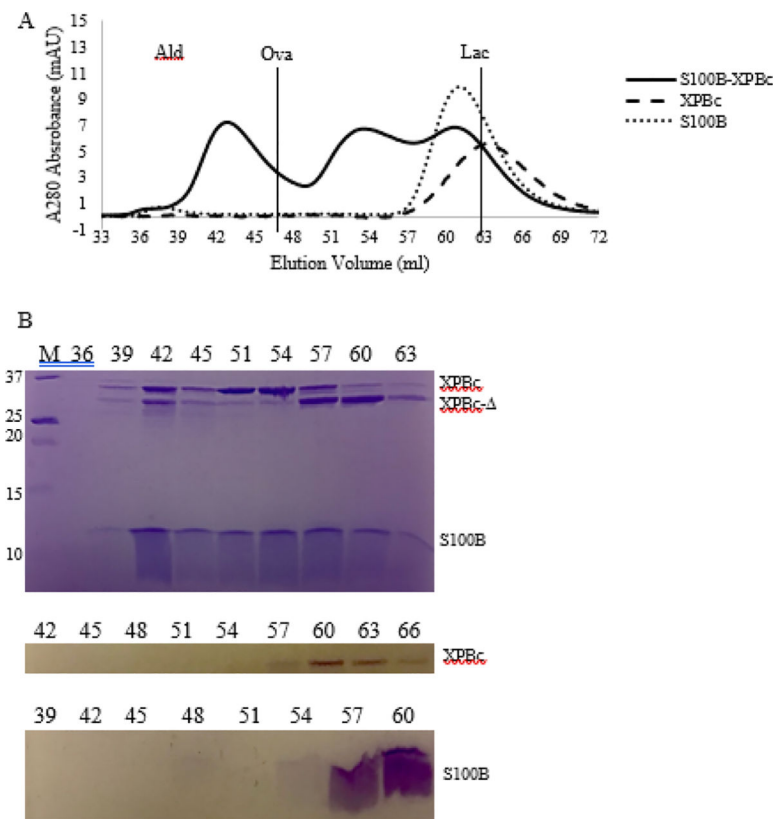 A
15
13
11
9
7
5
3
1
-1
A280 Absrobance (mAU)
Ald Ova Lac
33 36 39 42 45 48 51 54 57 60 63 66 69 72
Elution Volume (ml)
S100B-XPBc
XPBc
S100B
B
M 36 39 42 45 51 54 57 60 63
37
25
20
15
10
XPBc
XPBc-Δ
S100B
42 45 48 51 54 57 60 63 66
XPBc
39 42 45 48 51 54 57 60
S100B